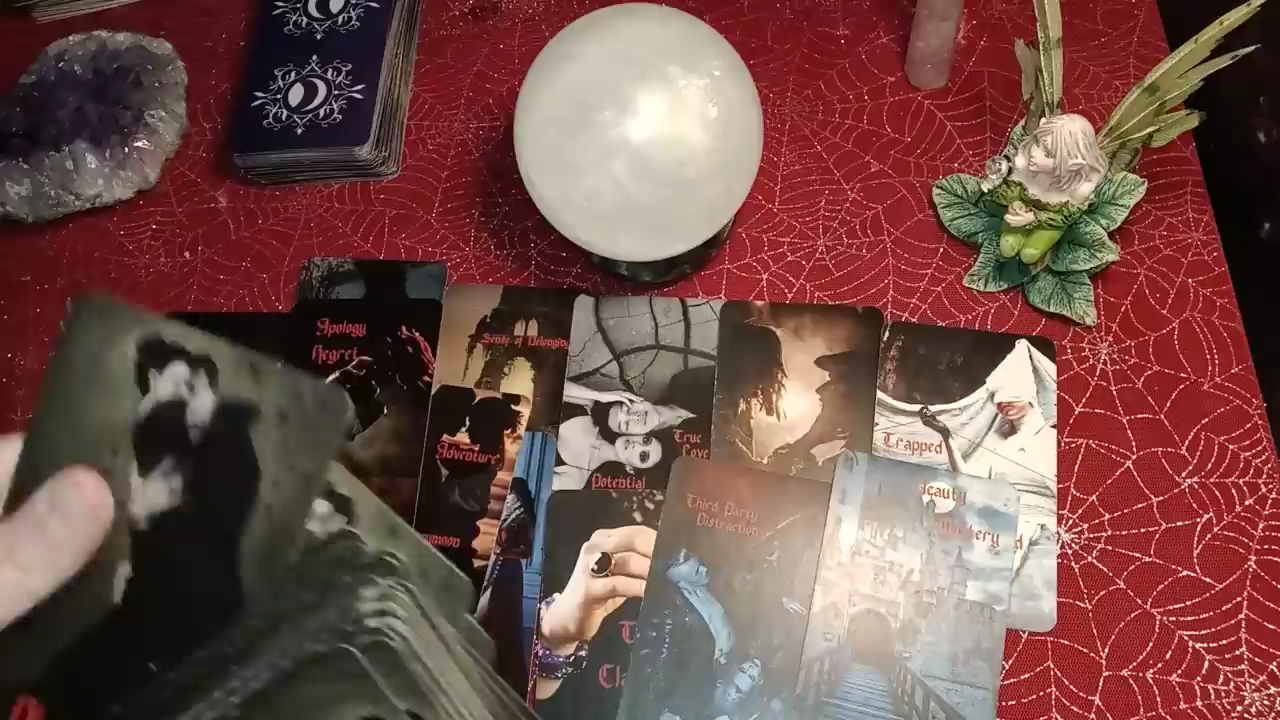 Apology
Regret
Sense of Belonging
Adventure
True
Love
Potential
Trapped
Third Party
Distraction
Beauty
Mystery